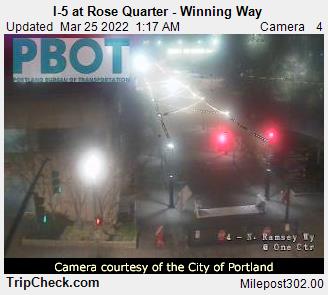 I-5 at Rose Quarter - Winning Way
Updated Mar 25 2022 1:17 AM Camera 4
PBOT
PORTLAND BUREAU OF TRANSPORTATION
4 - N. Ramsey Wy
@ One Ctr
Camera courtesy of the City of Portland
TripCheck.com Milepost302.00